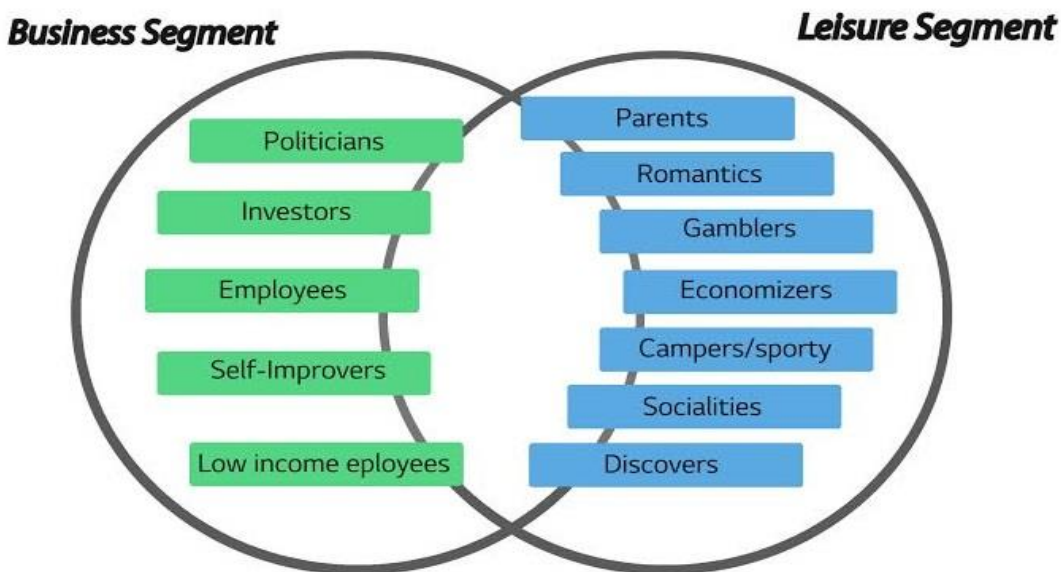 Business Segment
Leisure Segment
Politicians
Investors
Employees
Self-Improvers
Low income eployees
Parents
Romantics
Gamblers
Economizers
Campers/sporty
Socialities
Discovers